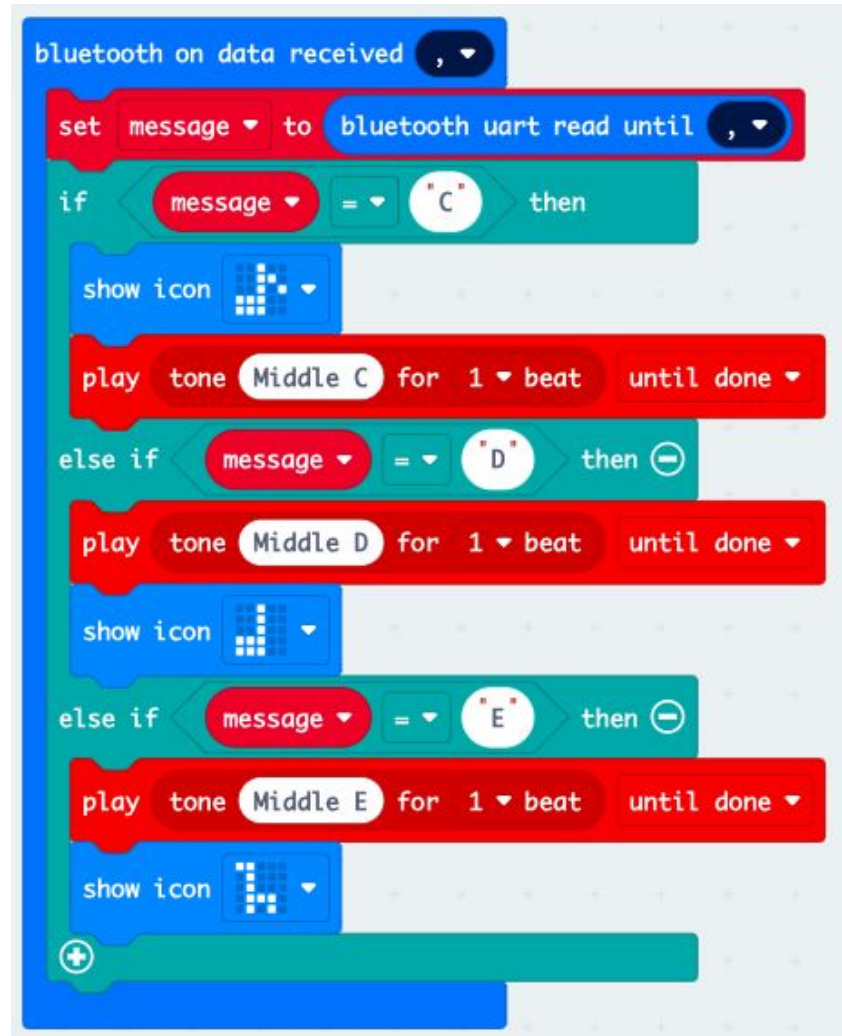 bluetooth on data received ,
set message to bluetooth uart read until ,
if message = "C" then
show icon
play tone Middle C for 1 beat until done
else if message = "D" then
play tone Middle D for 1 beat until done
show icon
else if message = "E" then
play tone Middle E for 1 beat until done
show icon